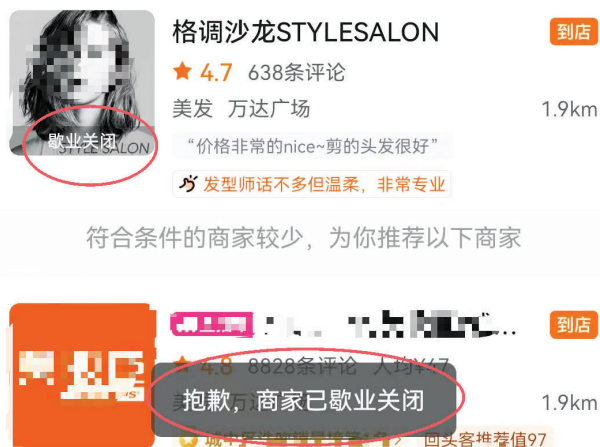 格调沙龙STYLESALON
到店
4.7 638条评论
美发 万达广场
1.9km
歇业关闭
STYLE SALON
“价格非常的nice~剪的头发很好”
发型师话不多但温柔，非常专业
符合条件的商家较少，为你推荐以下商家
...
到店
4.8 8828条评论 人均¥47
抱歉，商家已歇业关闭
1.9km
回头客推荐值97